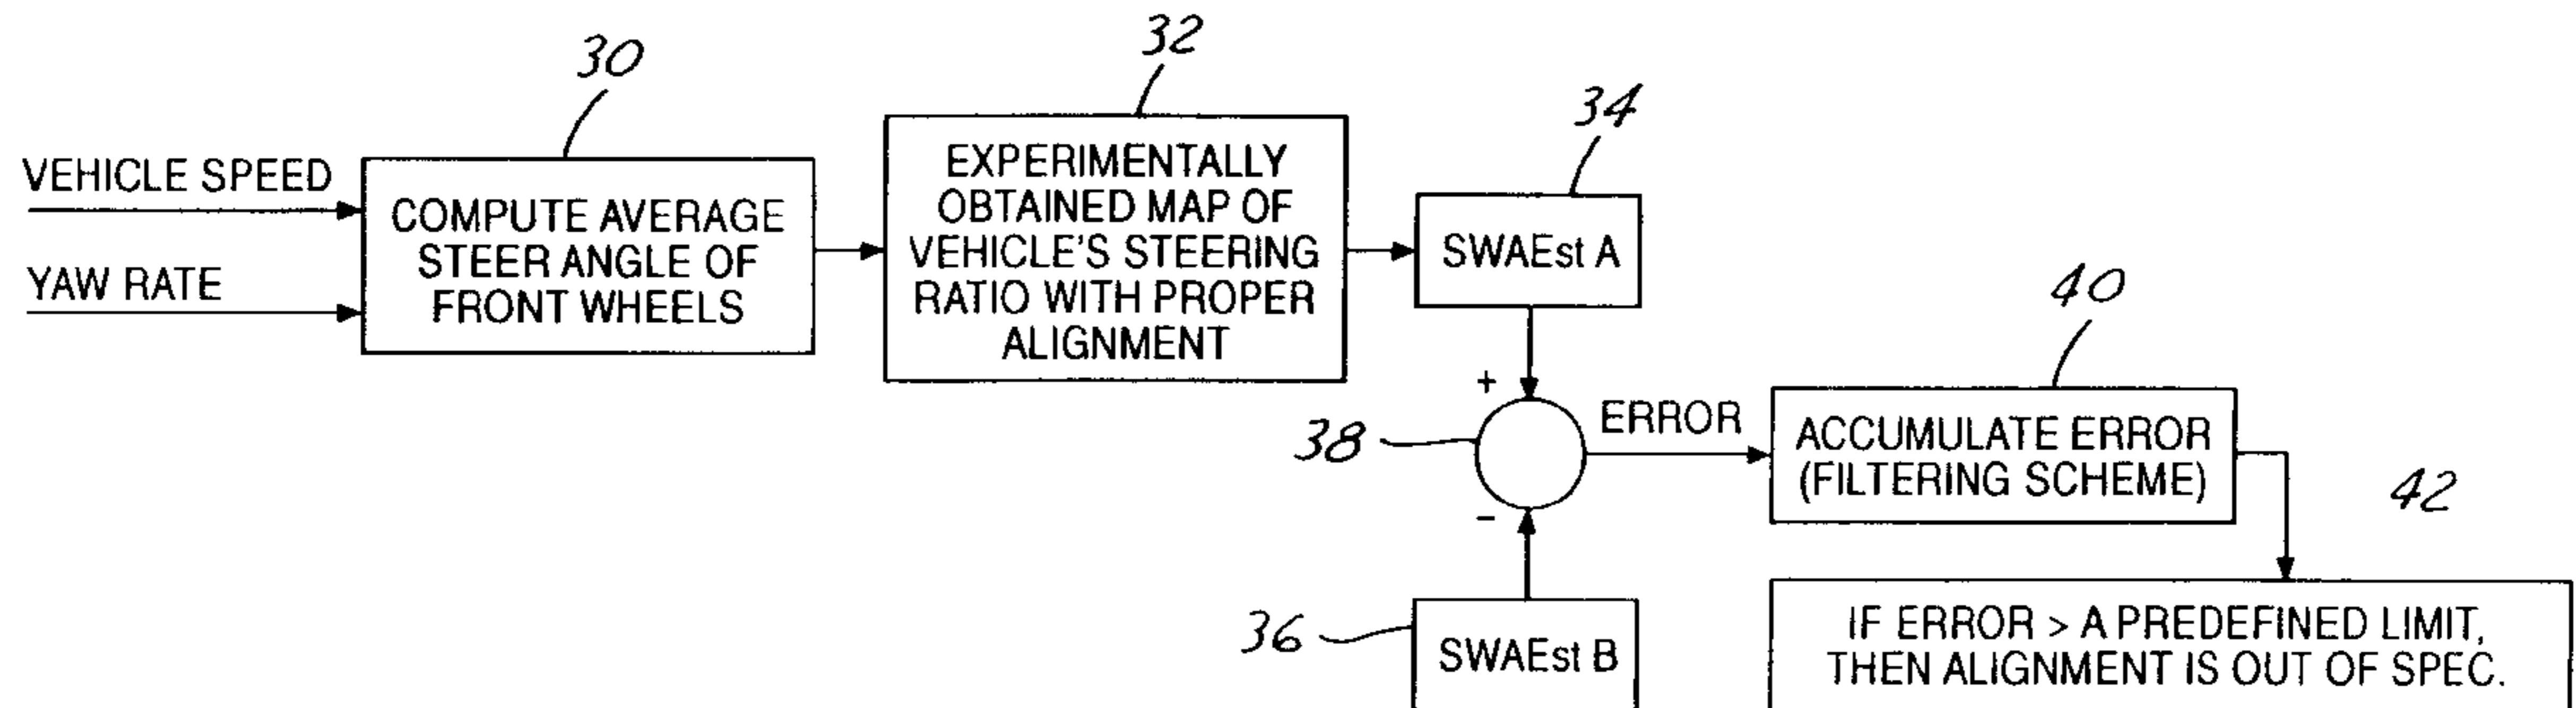 30
32
34
VEHICLE SPEED
YAW RATE
COMPUTE AVERAGE
STEER ANGLE OF
FRONT WHEELS
EXPERIMENTALLY
OBTAINED MAP OF
VEHICLE'S STEERING
RATIO WITH PROPER
ALIGNMENT
SWAEst A
+
38
-
ERROR
40
ACCUMULATE ERROR
(FILTERING SCHEME)
42
36
SWAEst B
IF ERROR > A PREDEFINED LIMIT,
THEN ALIGNMENT IS OUT OF SPEC.